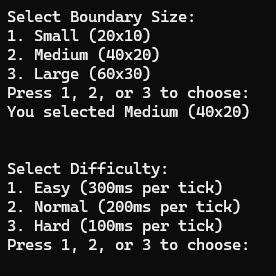 Select Boundary Size:
1. Small (20x10)
2. Medium (40x20)
3. Large (60x30)
Press 1, 2, or 3 to choose:
You selected Medium (40x20)
Select Difficulty:
1. Easy (300ms per tick)
2. Normal (200ms per tick)
3. Hard (100ms per tick)
Press 1, 2, or 3 to choose: